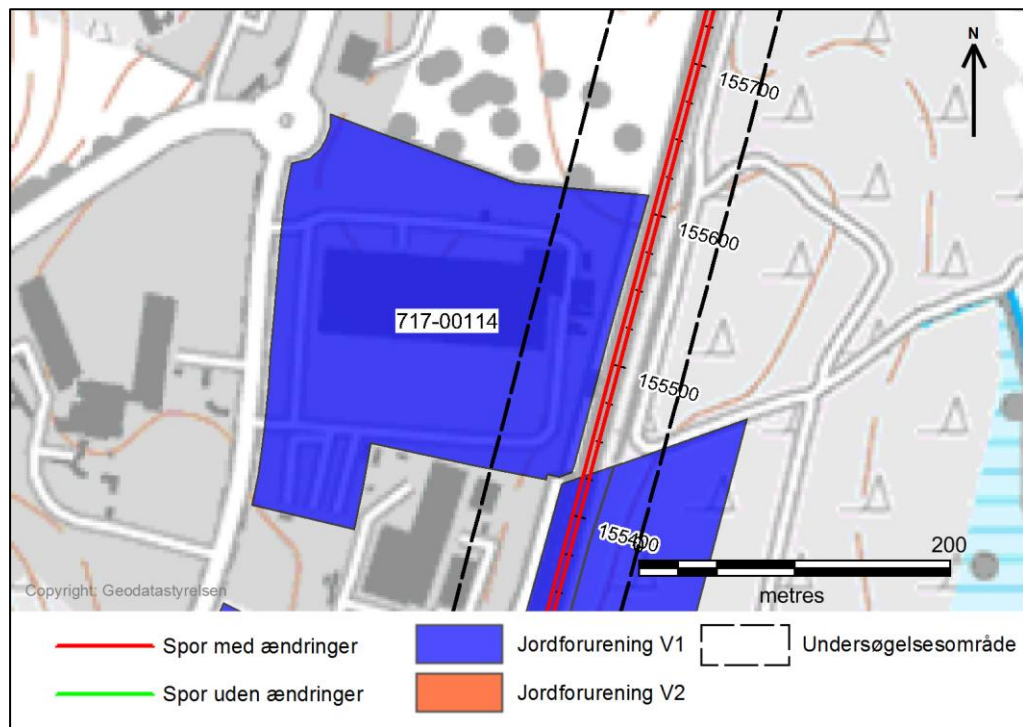 N
155700
155600
717-00114
155500
155400
200
0
metres
Copyright: Geodatastyrelsen
Spor med ændringer
Jordforurening V1
Undersøgelsesområde
Spor uden ændringer
Jordforurening V2